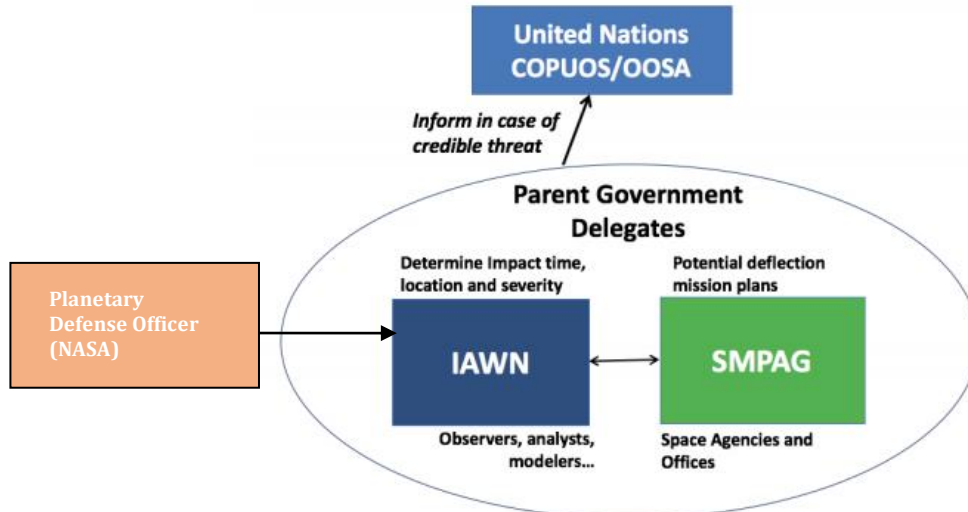 United Nations
COPUOS/OOSA
Inform in case of
credible threat
Parent Government
Delegates
Determine Impact time,
location and severity
Potential deflection
mission plans
Planetary
Defense Officer
(NASA)
IAWN
SMPAG
Observers, analysts,
modelers...
Space Agencies and
Offices